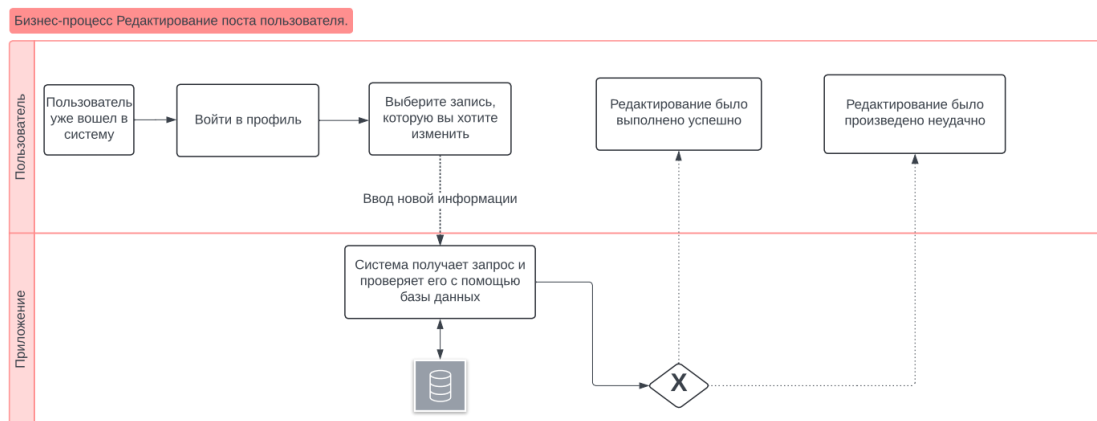 Бизнес-процесс Редактирование поста пользователя.
Пользователь
Пользователь
уже вошел в
систему
Войти в профиль
Выберите запись,
которую вы хотите
изменить
Редактирование было
выполнено успешно
Редактирование было
произведено неудачно
Ввод новой информации
Приложение
Система получает запрос и
проверяет его с помощью
базы данных
X